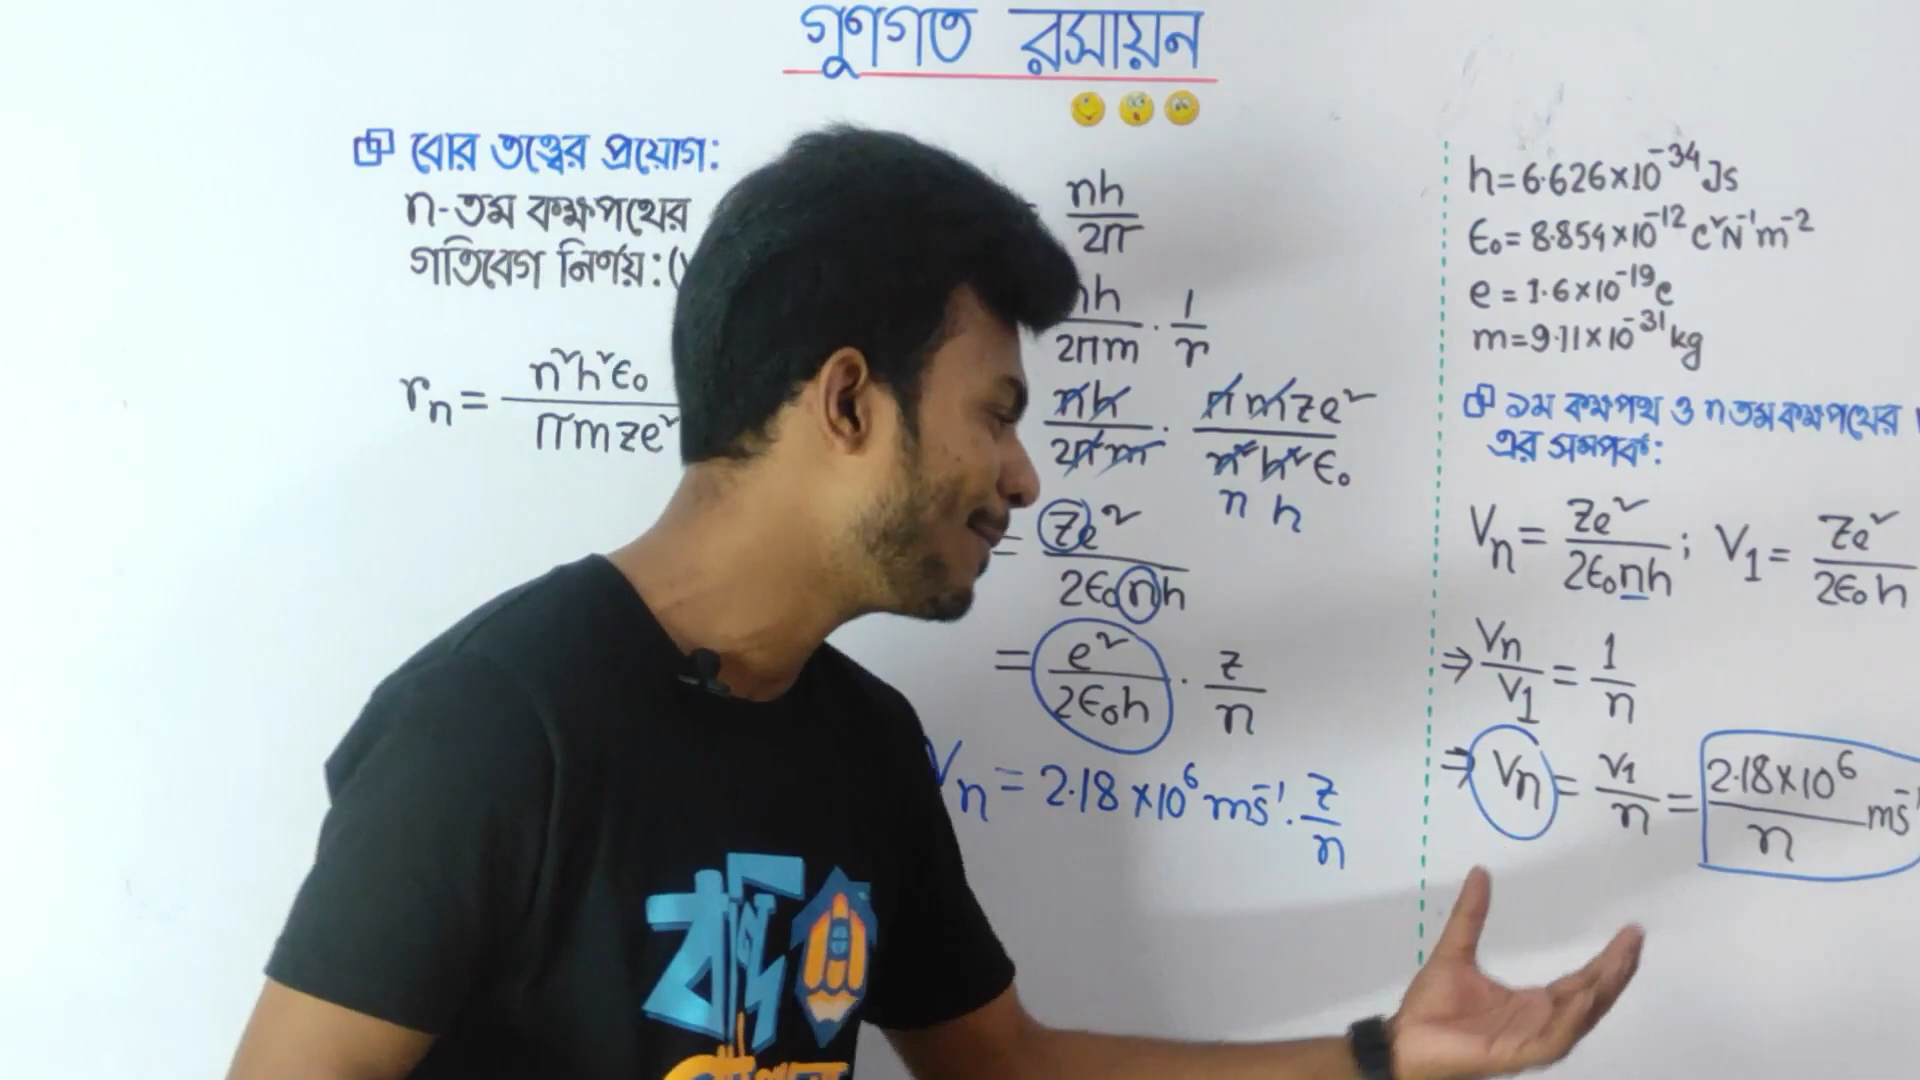 গুণগত রসায়ন
বোর তত্ত্বের প্রয়োগ:
n-তম কক্ষপথের
গতিবেগ নির্ণয়:(
rn = n²h²ϵ₀ / πmze²
nh / 2π
nh / 2πm · 1 / r
nh / 2πm · πmze² / n²h²ϵ₀
n h
= ze² / 2ϵ₀nh
= e² / 2ϵ₀h · z / n
Vn = 2.18×10⁶ ms⁻¹ · z / n
h = 6.626×10⁻³⁴ Js
ϵ₀ = 8.854×10⁻¹² C²N⁻¹m⁻²
e = 1.6×10⁻¹⁹ C
m = 9.11×10⁻³¹ kg
১ম কক্ষপথ ও n তম কক্ষপথের
এর সম্পর্ক:
Vn = Ze² / 2ϵ₀nh ; V₁ = Ze² / 2ϵ₀h
⇒ Vn / V₁ = 1 / n
⇒ Vn = V₁ / n = 2.18×10⁶ / n ms⁻¹
বন্দি